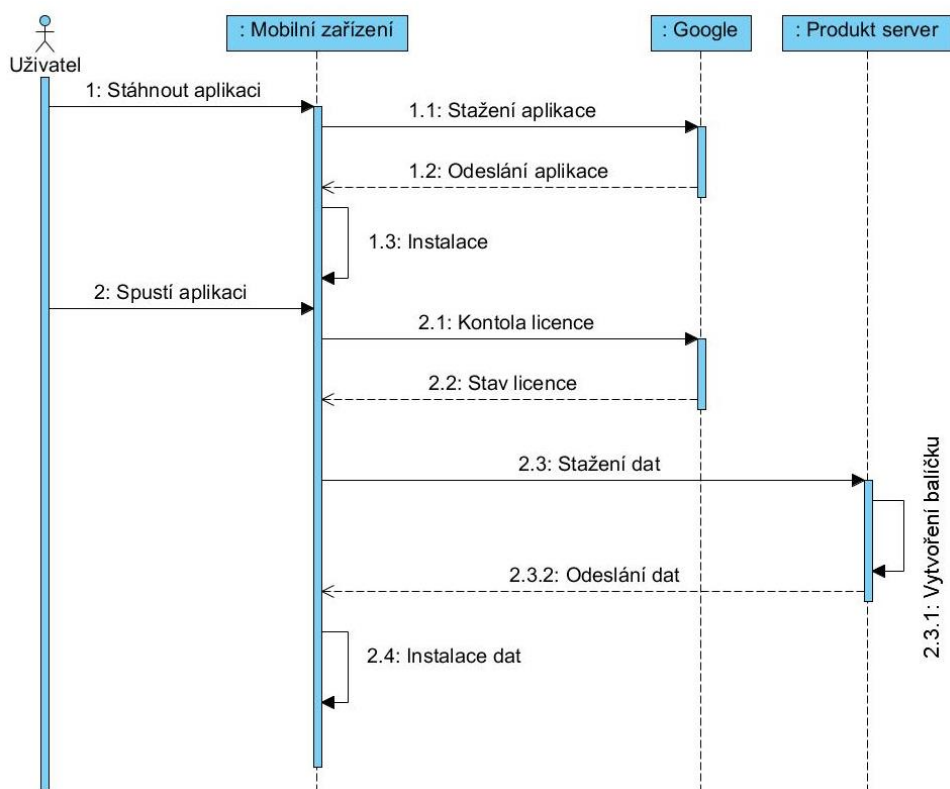 : Mobilní zařízení
: Google
: Produkt server
Uživatel
1: Stáhnout aplikaci
1.1: Stažení aplikace
1.2: Odeslání aplikace
1.3: Instalace
2: Spustí aplikaci
2.1: Kontola licence
2.2: Stav licence
2.3: Stažení dat
2.3.1: Vytvoření balíčku
2.3.2: Odeslání dat
2.4: Instalace dat